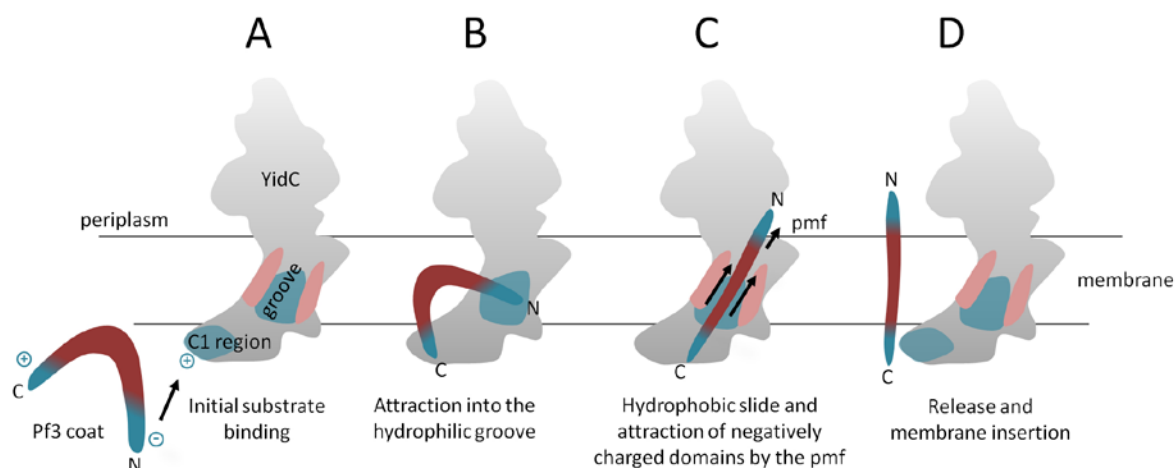 A
B
C
D
YidC
N
N
periplasm
pmf
groove
membrane
N
C1 region
+
+
C
C
C
C
Pf3 coat
−
N
Initial substrate
binding
Attraction into the
hydrophilic groove
Hydrophobic slide and
attraction of negatively
charged domains by the pmf
Release and
membrane insertion